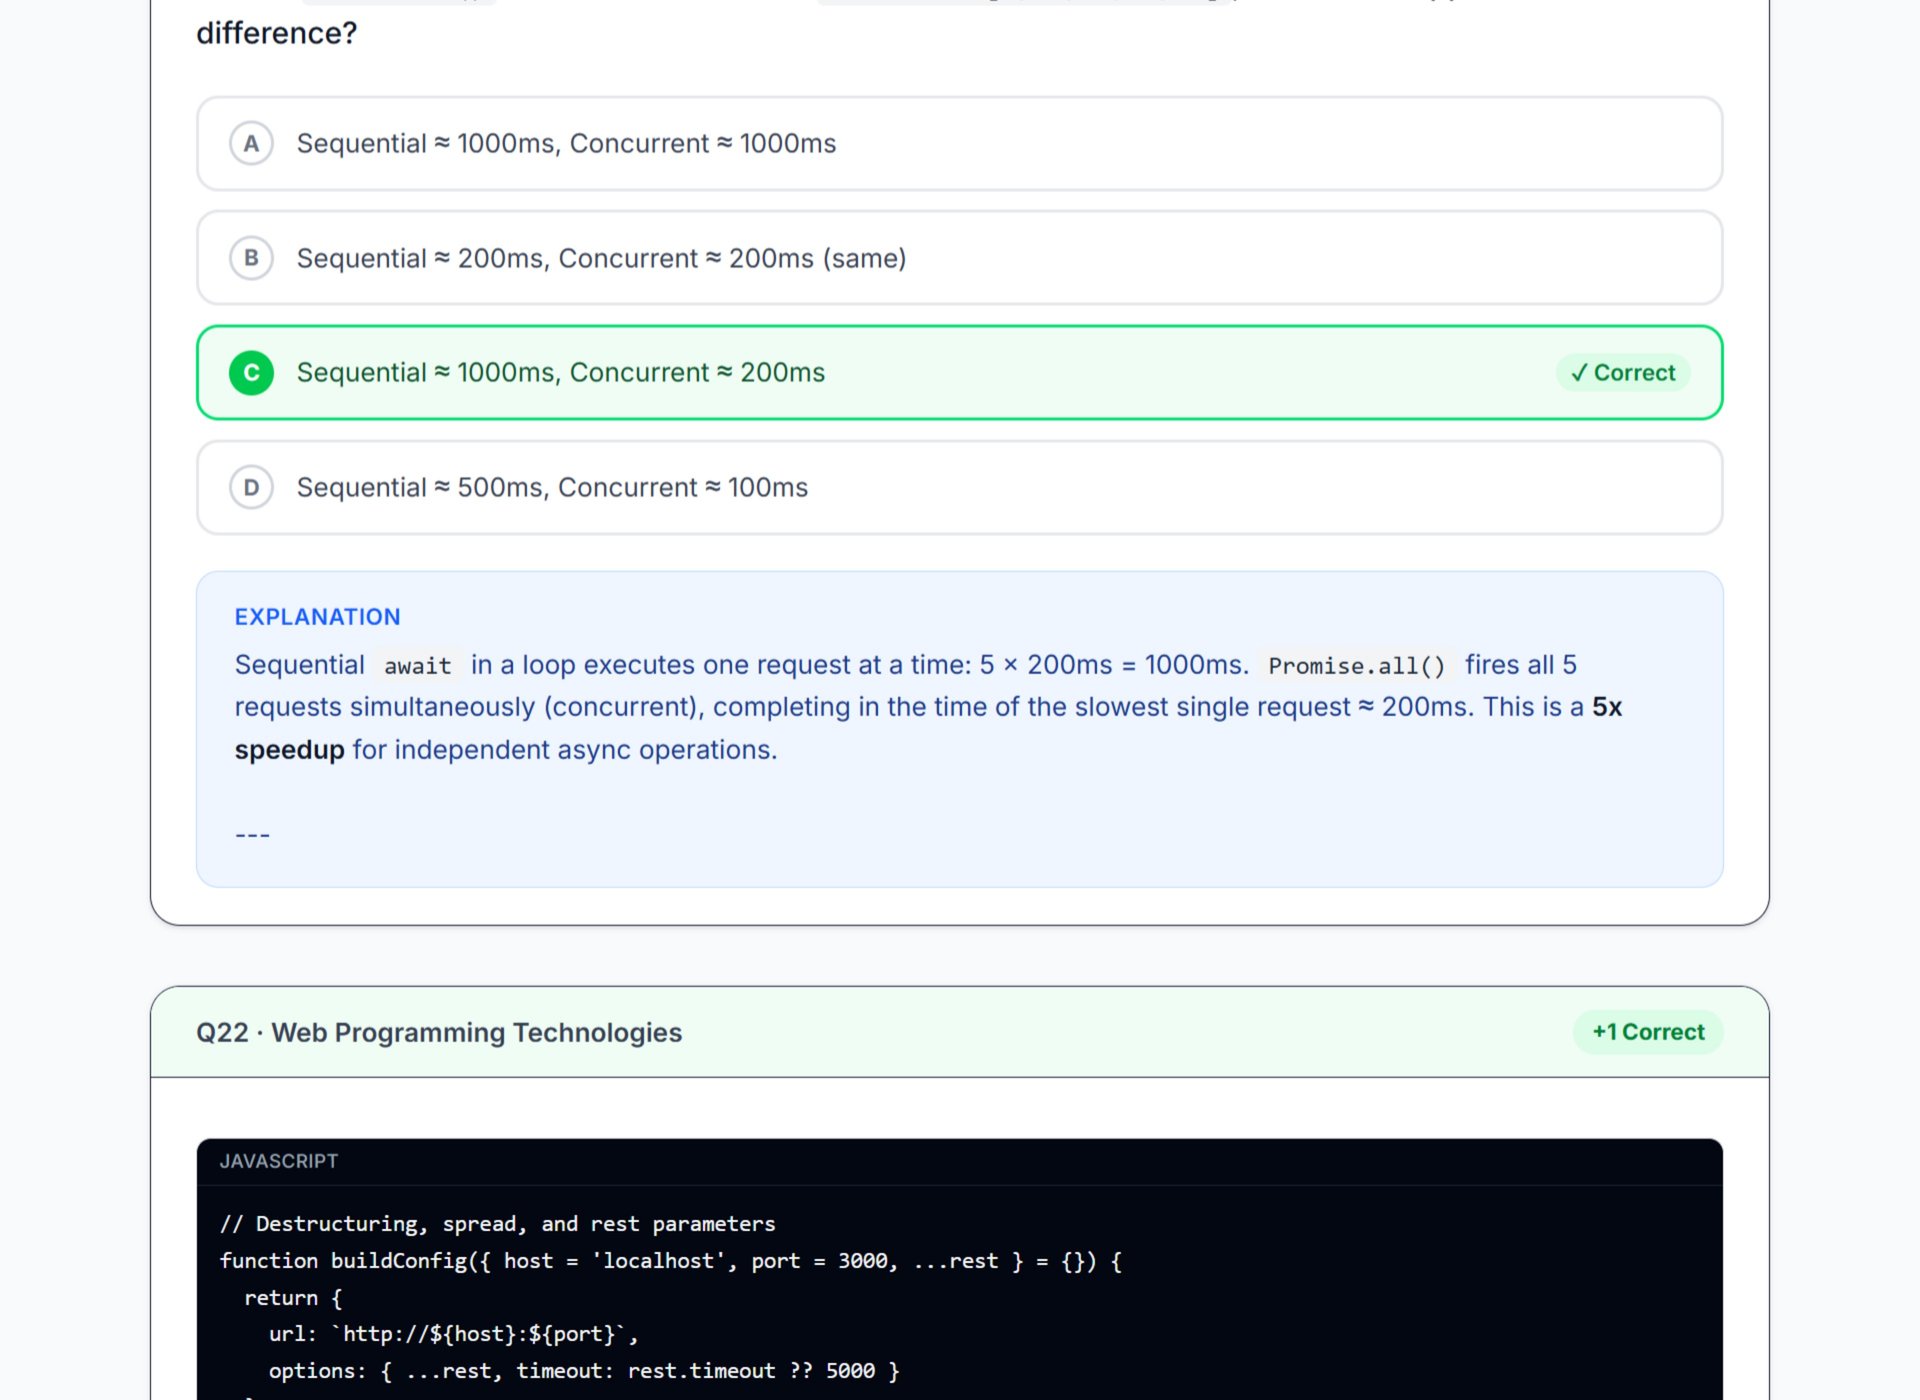 difference?
A Sequential ≈ 1000ms, Concurrent ≈ 1000ms
B Sequential ≈ 200ms, Concurrent ≈ 200ms (same)
C Sequential ≈ 1000ms, Concurrent ≈ 200ms ✓ Correct
D Sequential ≈ 500ms, Concurrent ≈ 100ms
EXPLANATION
Sequential await in a loop executes one request at a time: 5 × 200ms = 1000ms. Promise.all() fires all 5
requests simultaneously (concurrent), completing in the time of the slowest single request ≈ 200ms. This is a 5x
speedup for independent async operations.
---
Q22 · Web Programming Technologies +1 Correct
JAVASCRIPT
// Destructuring, spread, and rest parameters
function buildConfig({ host = 'localhost', port = 3000, ...rest } = {}) {
  return {
    url: `http://${host}:${port}`,
    options: { ...rest, timeout: rest.timeout ?? 5000 }